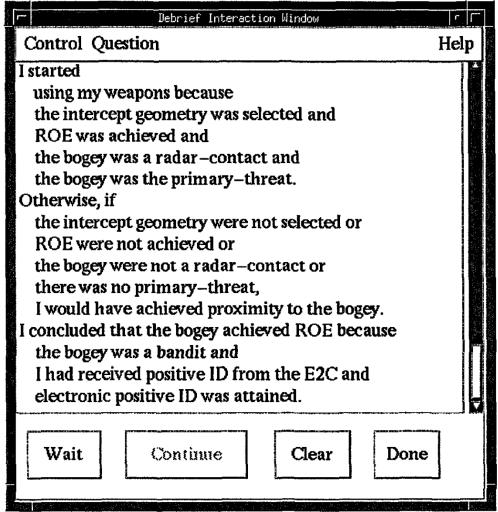 Debrief Interaction Window
Control Question Help
I started
using my weapons because
the intercept geometry was selected and
ROE was achieved and
the bogey was a radar-contact and
the bogey was the primary-threat.
Otherwise, if
the intercept geometry were not selected or
ROE were not achieved or
the bogey were not a radar-contact or
there was no primary-threat,
I would have achieved proximity to the bogey.
I concluded that the bogey achieved ROE because
the bogey was a bandit and
I had received positive ID from the E2C and
electronic positive ID was attained.
Wait Continue Clear Done